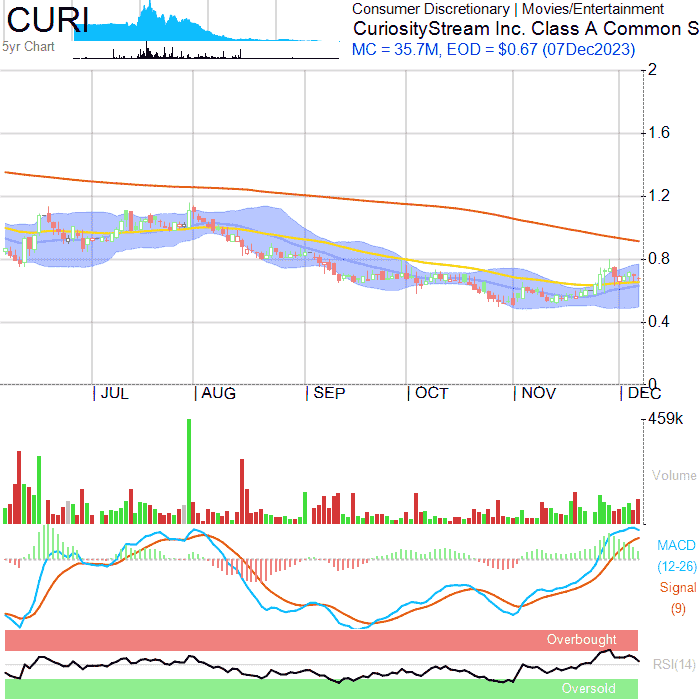 CURI
5yr Chart
Consumer Discretionary | Movies/Entertainment
CuriosityStream Inc. Class A Common S
MC = 35.7M, EOD = $0.67 (07Dec2023)
2
1.6
1.2
0.8
0.4
0
JUL AUG SEP OCT NOV DEC
459k
Volume
MACD
(12-26)
Signal
(9)
Overbought
RSI(14)
Oversold